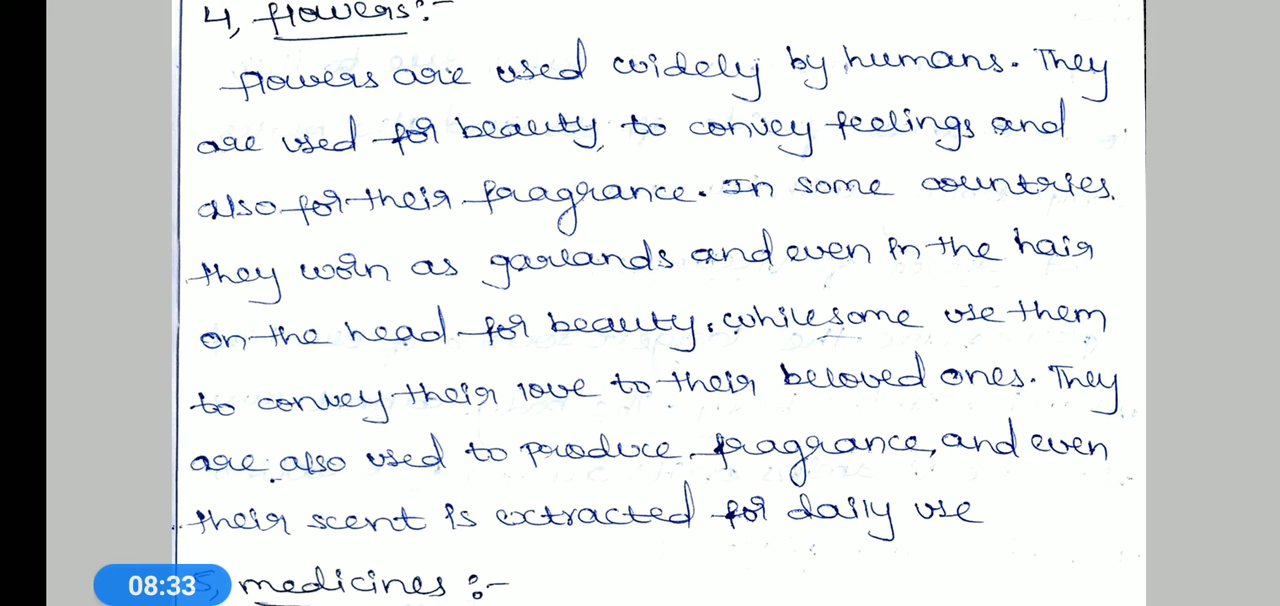 4, flowers:-
flowers are used widely by humans. They
are used for beauty, to convey feelings and
also for their fragrance. In some countries.
they worn as garlands and even in the hair
on the head for beauty. while some use them
to convey their love to their beloved ones. They
are also used to produce fragrance, and even
their scent is extracted for daily use
08:33
5, medicines :-